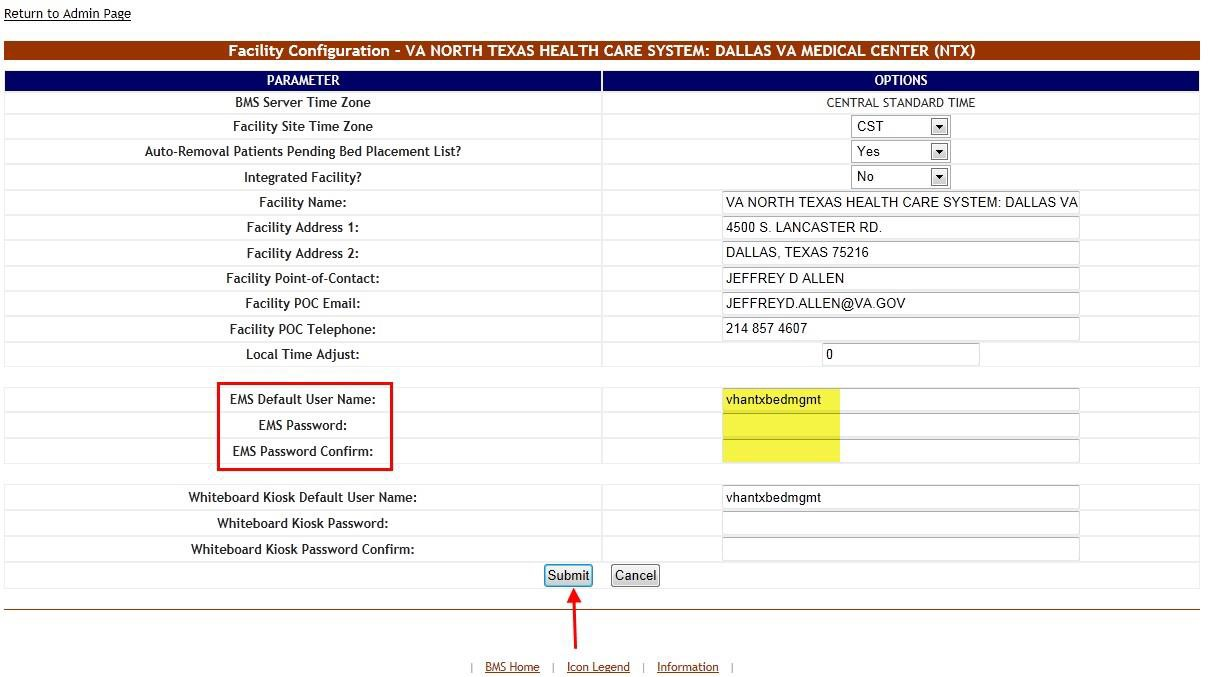 Return to Admin Page
Facility Configuration - VA NORTH TEXAS HEALTH CARE SYSTEM: DALLAS VA MEDICAL CENTER (NTX)
PARAMETER OPTIONS
BMS Server Time Zone CENTRAL STANDARD TIME
Facility Site Time Zone CST
Auto-Removal Patients Pending Bed Placement List? Yes
Integrated Facility? No
Facility Name: VA NORTH TEXAS HEALTH CARE SYSTEM: DALLAS VA
Facility Address 1: 4500 S. LANCASTER RD.
Facility Address 2: DALLAS, TEXAS 75216
Facility Point-of-Contact: JEFFREY D ALLEN
Facility POC Email: JEFFREYD.ALLEN@VA.GOV
Facility POC Telephone: 214 857 4607
Local Time Adjust: 0
EMS Default User Name: vhantxbedmgmt
EMS Password:
EMS Password Confirm:
Whiteboard Kiosk Default User Name: vhantxbedmgmt
Whiteboard Kiosk Password:
Whiteboard Kiosk Password Confirm:
Submit Cancel
| BMS Home | Icon Legend | Information |